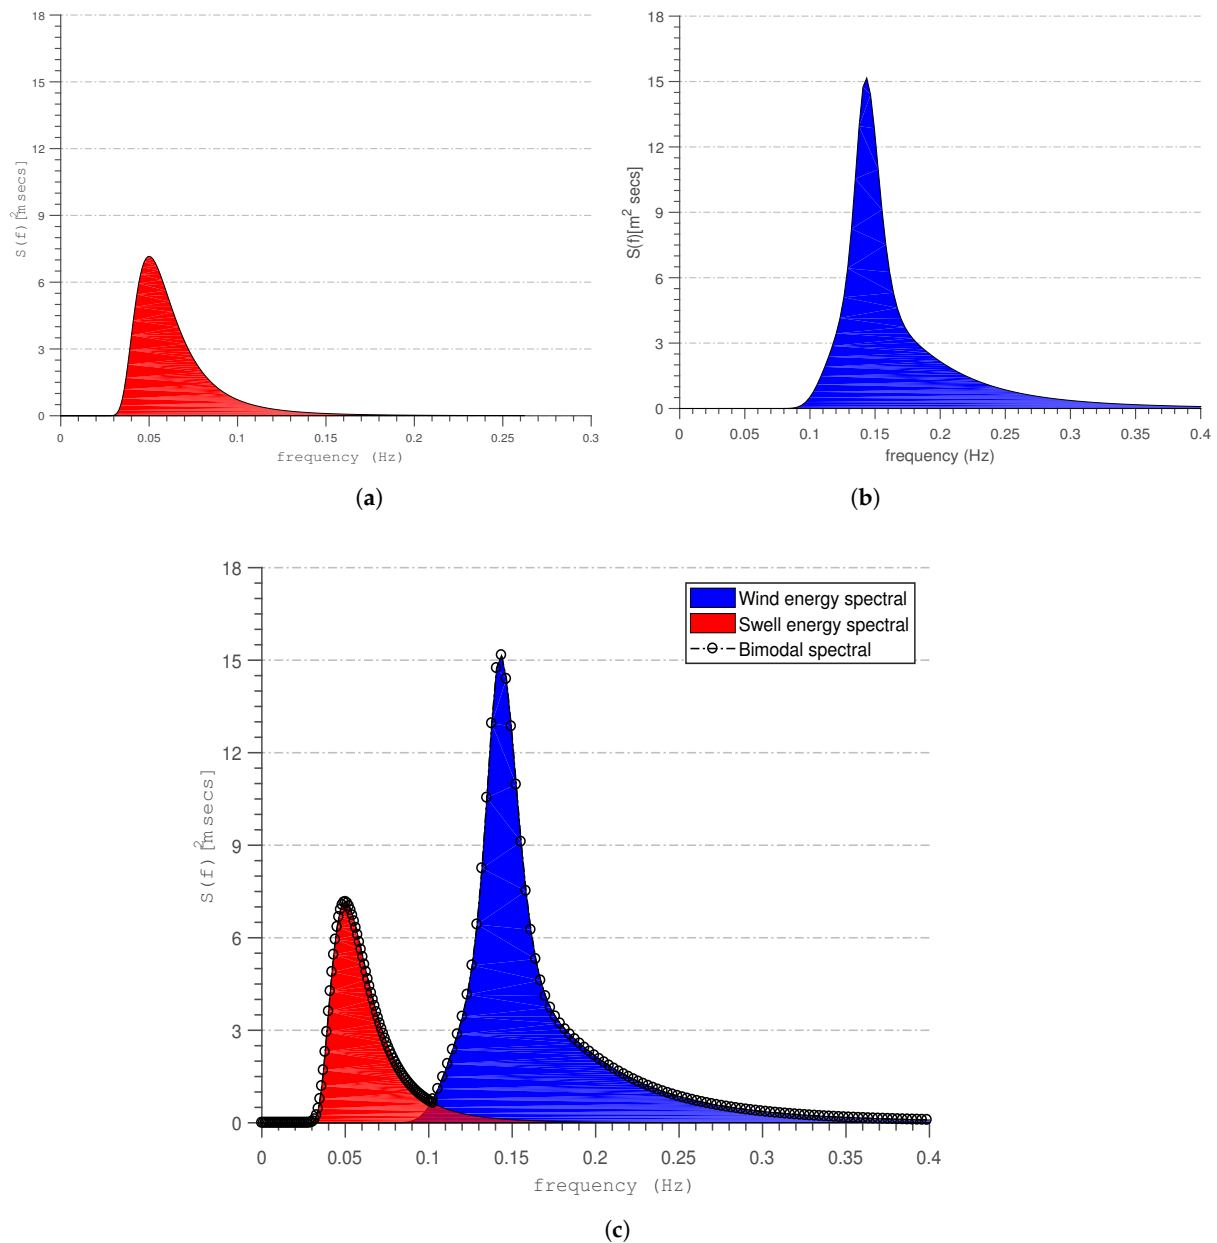 18
15
12
9
6
3
0
S(f)[m² secs]
0 0.05 0.1 0.15 0.2 0.25 0.3
frequency (Hz)
(a)
18
15
12
9
6
3
0
S(f)[m² secs]
0 0.05 0.1 0.15 0.2 0.25 0.3 0.35 0.4
frequency (Hz)
(b)
18
15
12
9
6
3
0
S(f)[m² secs]
Wind energy spectral
Swell energy spectral
Bimodal spectral
0 0.05 0.1 0.15 0.2 0.25 0.3 0.35 0.4
frequency (Hz)
(c)